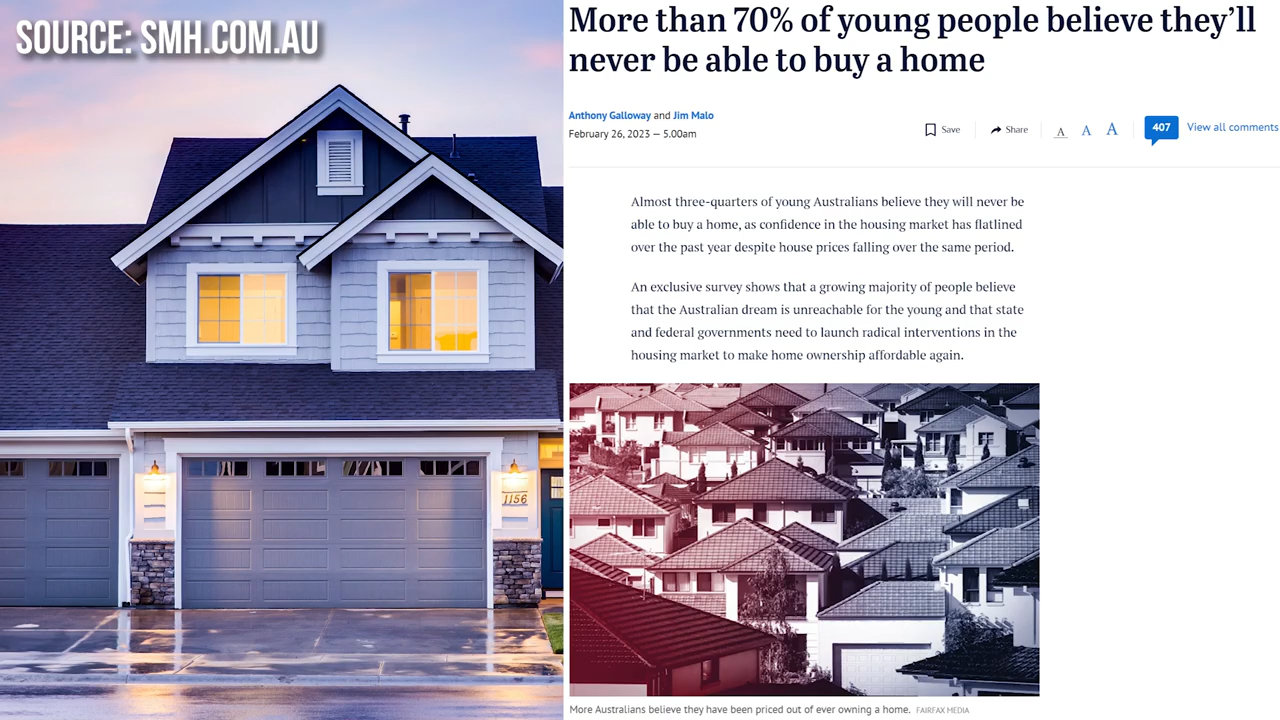 SOURCE: SMH.COM.AU
More than 70% of young people believe they’ll
never be able to buy a home
Anthony Galloway and Jim Malo
February 26, 2023 — 5.00am
Save
Share
A A A
407
View all comments
Almost three-quarters of young Australians believe they will never be
able to buy a home, as confidence in the housing market has flatlined
over the past year despite house prices falling over the same period.
An exclusive survey shows that a growing majority of people believe
that the Australian dream is unreachable for the young and that state
and federal governments need to launch radical interventions in the
housing market to make home ownership affordable again.
1156
More Australians believe they have been priced out of ever owning a home. FAIRFAX MEDIA